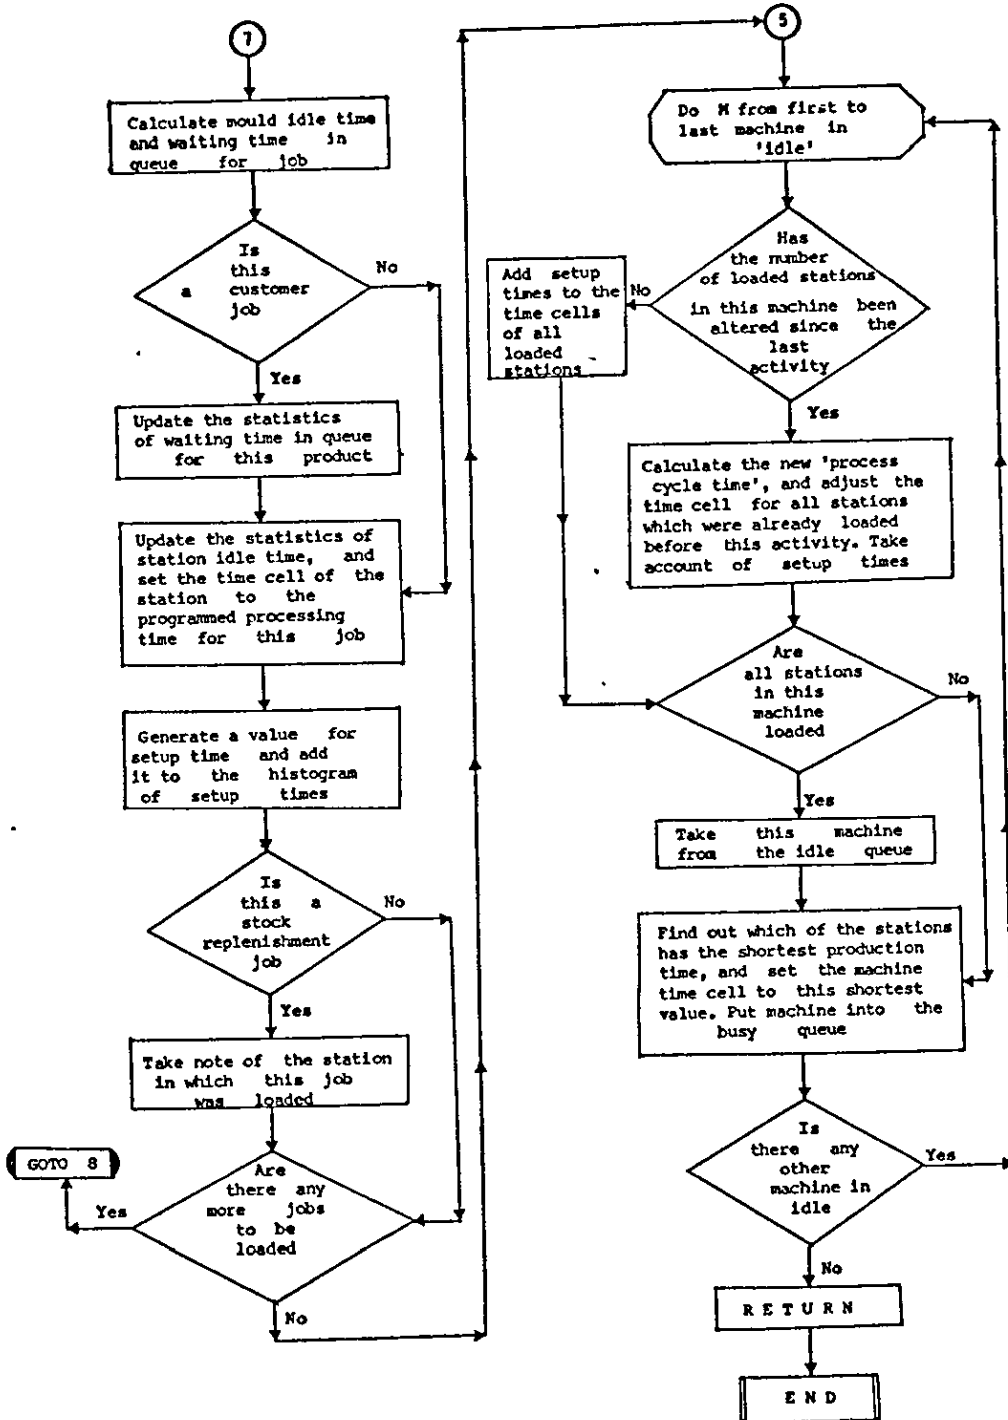 7
Calculate mould idle time
and waiting time in
queue for job
Is
this
a customer
job
No
Yes
Update the statistics
of waiting time in queue
for this product
Update the statistics of
station idle time, and
set the time cell of the
station to the
programmed processing
time for this job
Generate a value for
setup time and add
it to the histogram
of setup times
Is
this a
stock
replenishment
job
No
Yes
Take note of the station
in which this job
was loaded
Are
there any
more jobs
to be
loaded
Yes
GOTO 8
No
5
Do M from first to
last machine in
'idle'
Has
the number
of loaded stations
in this machine been
altered since the
last
activity
No
Add setup
times to the
time cells
of all
loaded
stations
Yes
Calculate the new 'process
cycle time', and adjust the
time cell for all stations
which were already loaded
before this activity. Take
account of setup times
Are
all stations
in this
machine
loaded
No
Yes
Take this machine
from the idle queue
Find out which of the stations
has the shortest production
time, and set the machine
time cell to this shortest
value. Put machine into the
busy queue
Is
there any
other
machine in
idle
Yes
No
RETURN
END